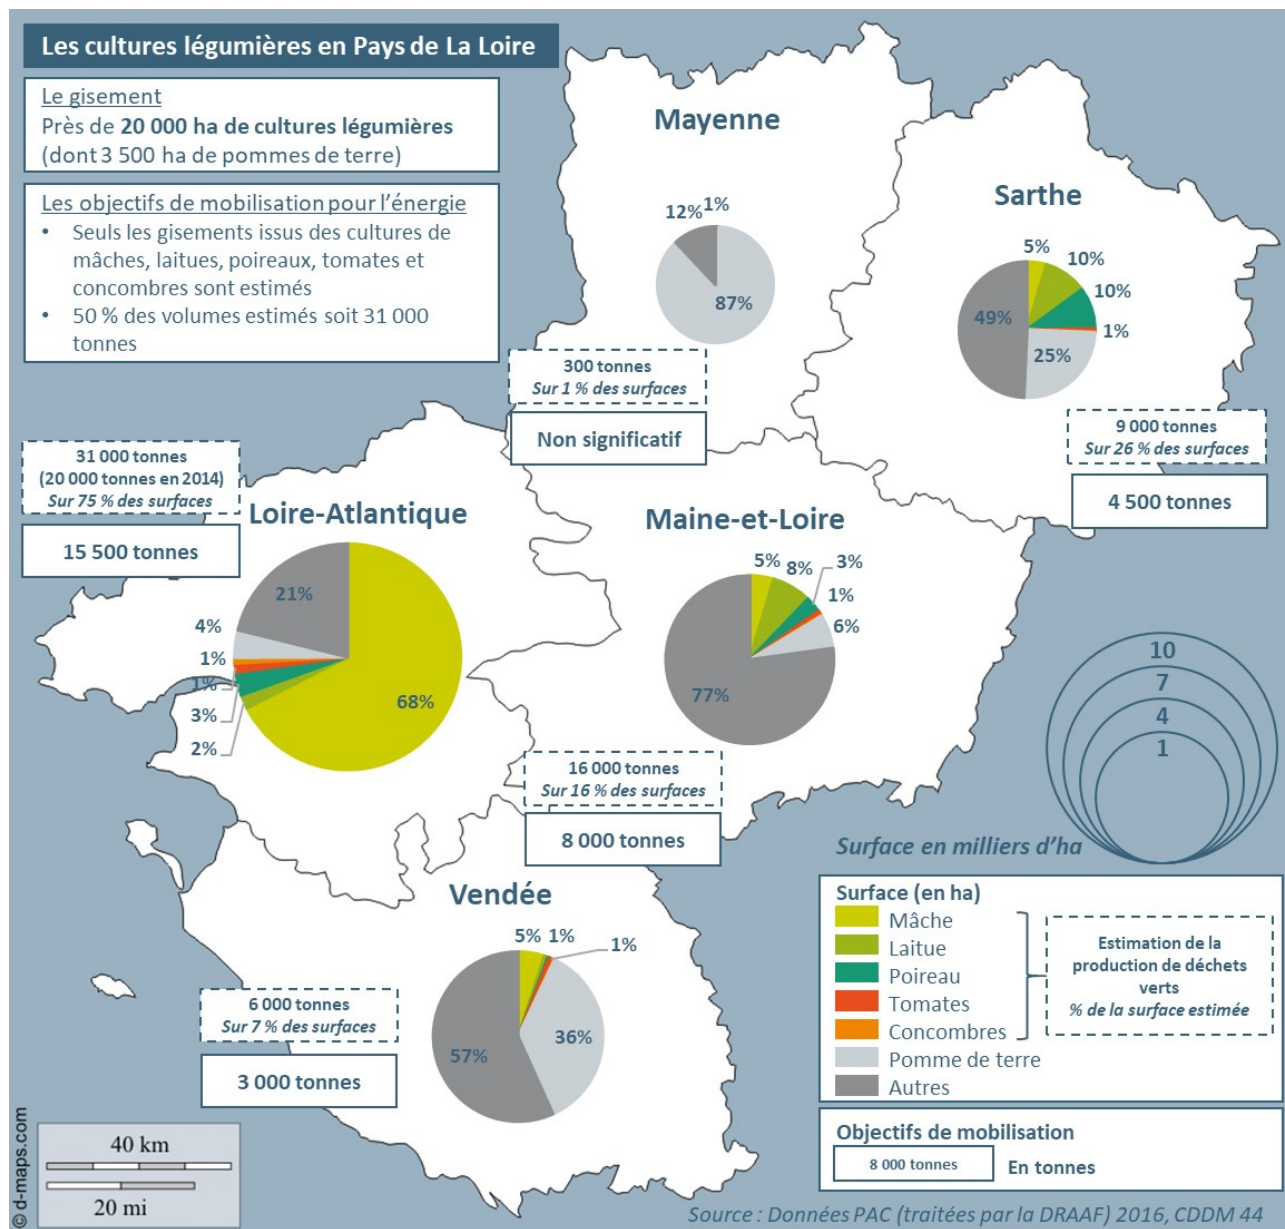 Les cultures légumières en Pays de La Loire
Le gisement
Près de 20 000 ha de cultures légumières
(dont 3 500 ha de pommes de terre)
Les objectifs de mobilisation pour l'énergie
• Seuls les gisements issus des cultures de
mâches, laitues, poireaux, tomates et
concombres sont estimés
• 50 % des volumes estimés soit 31 000
tonnes
Mayenne
12%
1%
87%
300 tonnes
Sur 1 % des surfaces
Non significatif
Sarthe
5%
10%
10%
1%
25%
49%
9 000 tonnes
Sur 26 % des surfaces
4 500 tonnes
31 000 tonnes
(20 000 tonnes en 2014)
Sur 75 % des surfaces
15 500 tonnes
Loire-Atlantique
21%
4%
1%
1%
3%
2%
68%
Maine-et-Loire
5%
8%
3%
1%
6%
77%
16 000 tonnes
Sur 16 % des surfaces
8 000 tonnes
Vendée
5%
1%
1%
36%
57%
6 000 tonnes
Sur 7 % des surfaces
3 000 tonnes
10
7
4
1
Surface en milliers d'ha
Surface (en ha)
Mâche
Laitue
Poireau
Tomates
Concombres
Pomme de terre
Autres
Estimation de la
production de déchets
verts
% de la surface estimée
Objectifs de mobilisation
8 000 tonnes
En tonnes
40 km
20 mi
© d-maps.com
Source : Données PAC (traitées par la DRAAF) 2016, CDDM 44